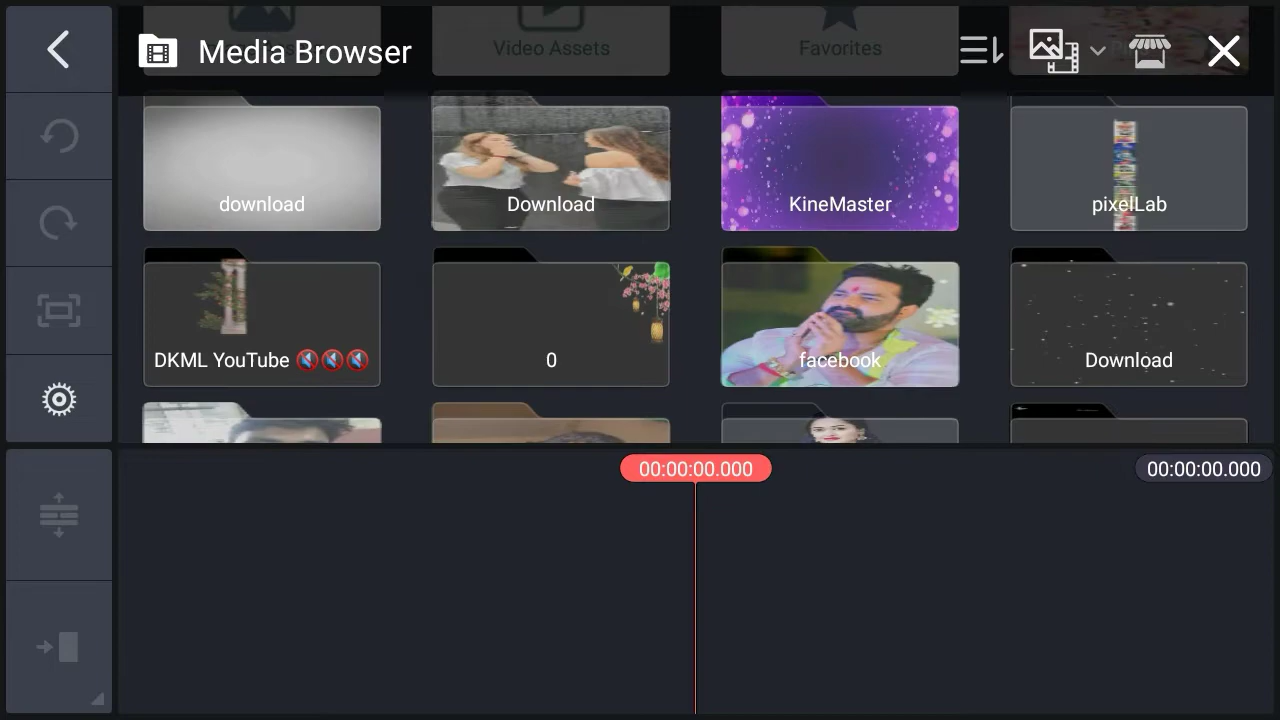 Media Browser
Video Assets
Favorites
download
Download
KineMaster
pixelLab
DKML YouTube 🔇🔇🔇
0
facebook
Download
00:00:00.000
00:00:00.000